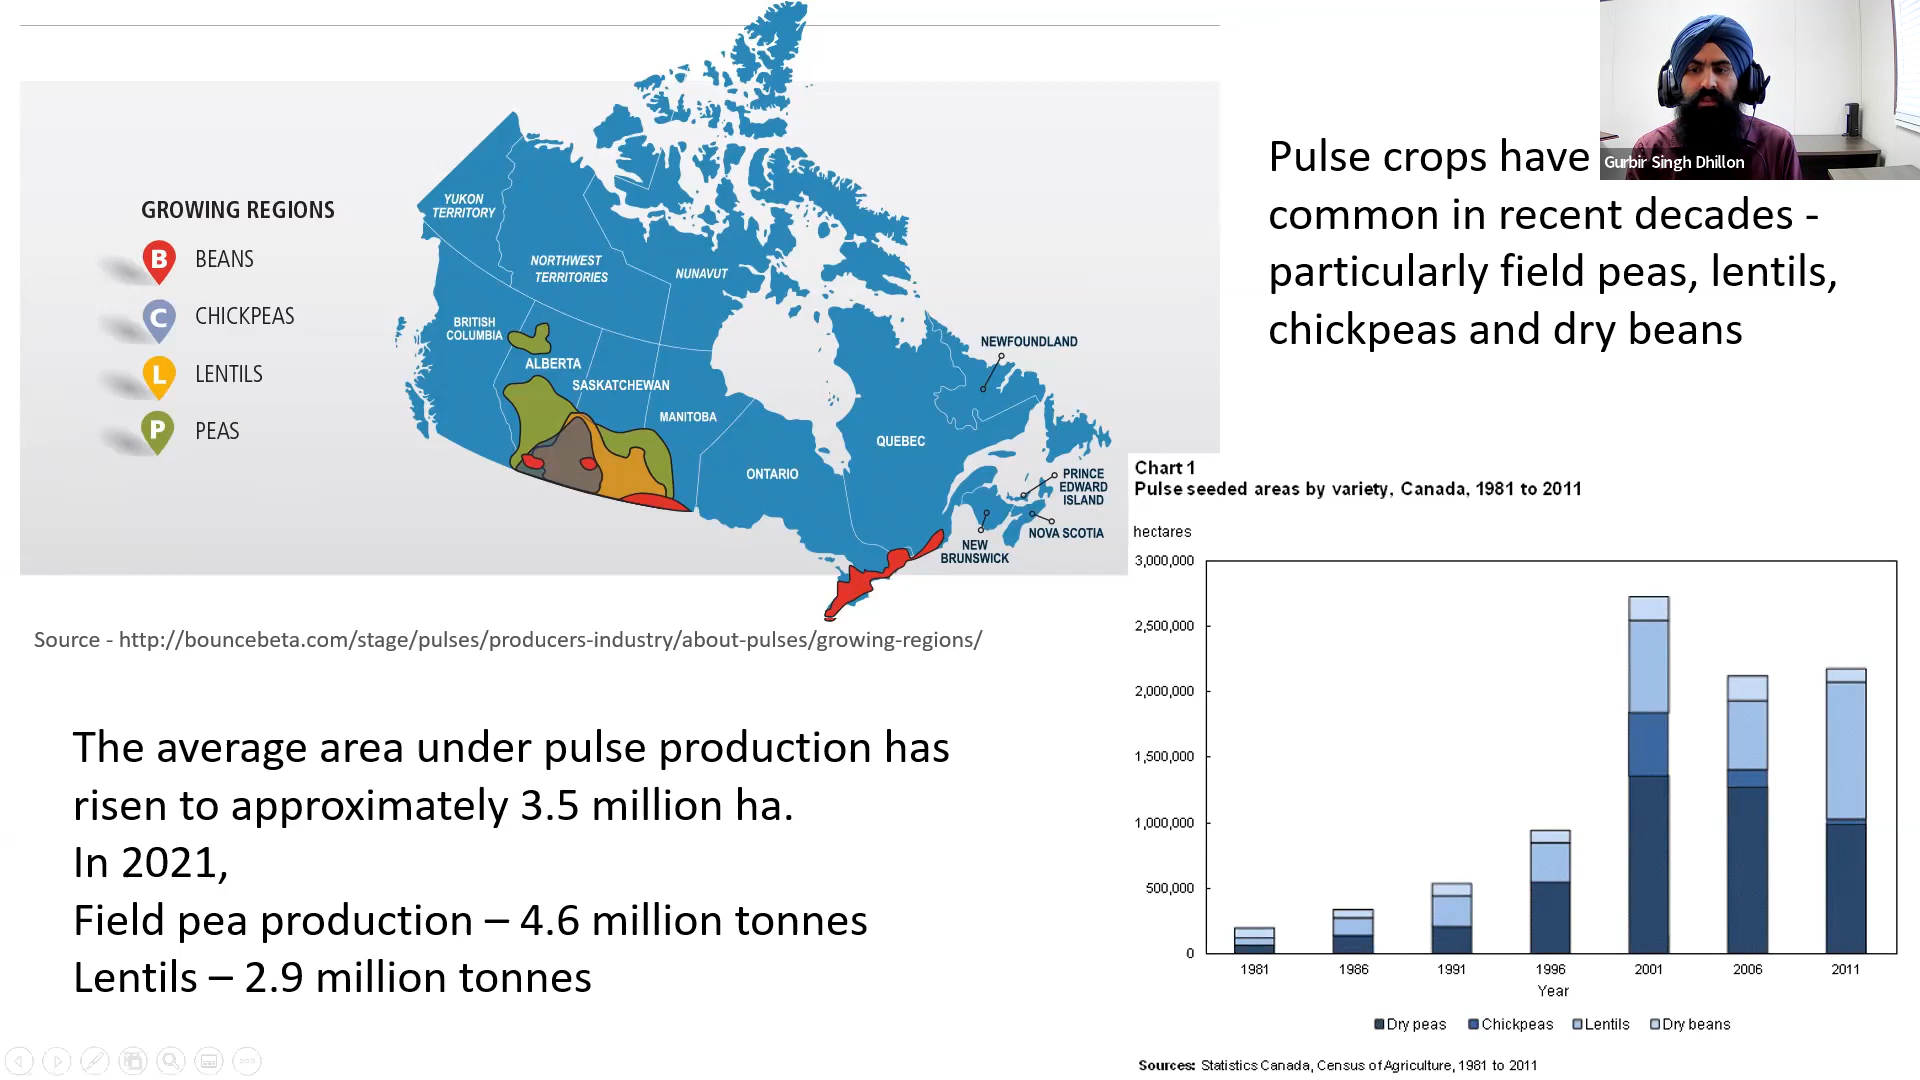 GROWING REGIONS
B BEANS
C CHICKPEAS
L LENTILS
P PEAS
YUKON
TERRITORY
NORTHWEST
TERRITORIES
NUNAVUT
BRITISH
COLUMBIA
ALBERTA
SASKATCHEWAN
MANITOBA
ONTARIO
QUEBEC
NEWFOUNDLAND
PRINCE
EDWARD
ISLAND
NOVA SCOTIA
NEW
BRUNSWICK
Source - http://bouncebeta.com/stage/pulses/producers-industry/about-pulses/growing-regions/
Pulse crops have
common in recent decades -
particularly field peas, lentils,
chickpeas and dry beans
Gurbir Singh Dhillon
The average area under pulse production has
risen to approximately 3.5 million ha.
In 2021,
Field pea production – 4.6 million tonnes
Lentils – 2.9 million tonnes
Chart 1
Pulse seeded areas by variety, Canada, 1981 to 2011
hectares
3,000,000
2,500,000
2,000,000
1,500,000
1,000,000
500,000
0
1981 1986 1991 1996 2001 2006 2011
Year
Dry peas Chickpeas Lentils Dry beans
Sources: Statistics Canada, Census of Agriculture, 1981 to 2011